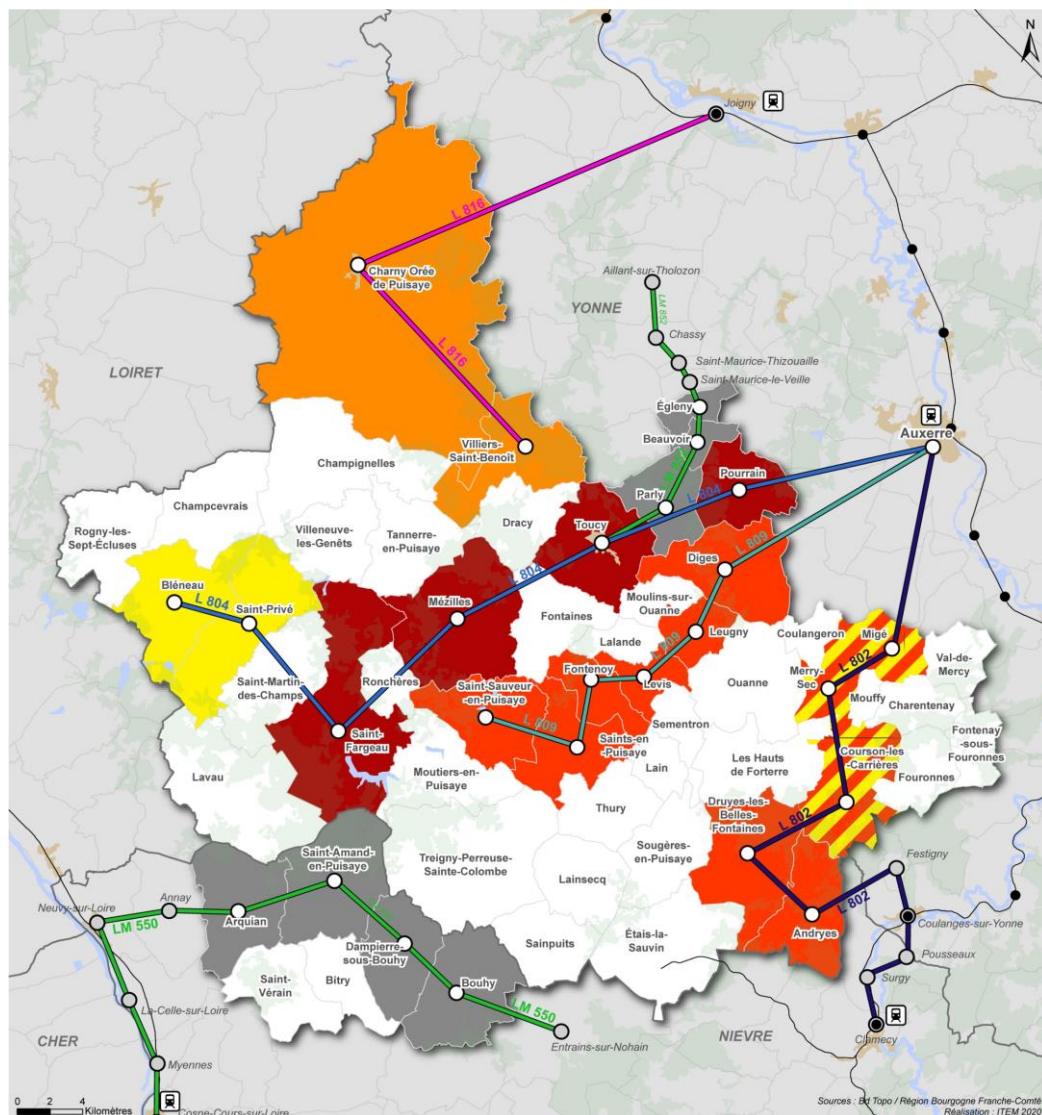 N
Joigny
L 816
Charny Orée
de Puisaye
Aillant-sur-Tholozon
YONNE
LM 852
Chassy
LOIRET
L 816
Saint-Maurice-Thizouaille
Saint-Maurice-le-Veille
Égleny
Auxerre
Villiers-
Saint-Benoît
Beauvoir
Champignelles
Pourrain
L 804
Champcevrais
Parly
Rogny-les-
Sept-Écluses
Villeneuve-
les-Genêts
Tannerre-
en-Puisaye
Dracy
Toucy
L 809
Diges
L 804
Bléneau
L 804
Saint-Privé
Mézilles
Moulins-sur-
Ouanne
Fontaines
Leugny
Coulangeron
Migé
Lalande
L 809
L 802
Val-de-
Mercy
Saint-Martin-
des-Champs
Ronchères
Fontenoy
Levis
Ouanne
Merry-
Sec
Mouffy
Charentenay
Saint-Sauveur
-en-Puisaye
L 809
Sementron
Saint-
Fargeau
Saints-en
-Puisaye
Fontenay
-sous-
Fouronnes
Lavau
Moutiers-en-
Puisaye
Lain
Les Hauts
de Forterre
Courson-les
-Carrières
Fouronnes
Thury
Druyes-les-
Belles-
Fontaines
L 802
Saint-Amand-
en-Puisaye
Treigny-Perreuse-
Sainte-Colombe
Sougères-
en-Puisaye
Lainsecq
Festigny
L 802
Neuvy-sur-Loire
Annay
LM 550
Arquian
Andryes
Coulanges-sur-Yonne
Dampierre-
sous-Bouhy
Sainpuits
Étais-la-
Sauvin
Pousseaux
Surgy
Saint-
Vérain
Bitry
Bouhy
La-Celle-sur-Loire
LM 550
Entrains-sur-Nohain
NIEVRE
Clamecy
CHER
Myennes
0 2 4
Kilomètres
Cosne-Cours-sur-Loire
Sources : Bd Topo / Région Bourgogne Franche-Comté
Réalisation : ITEM 2020